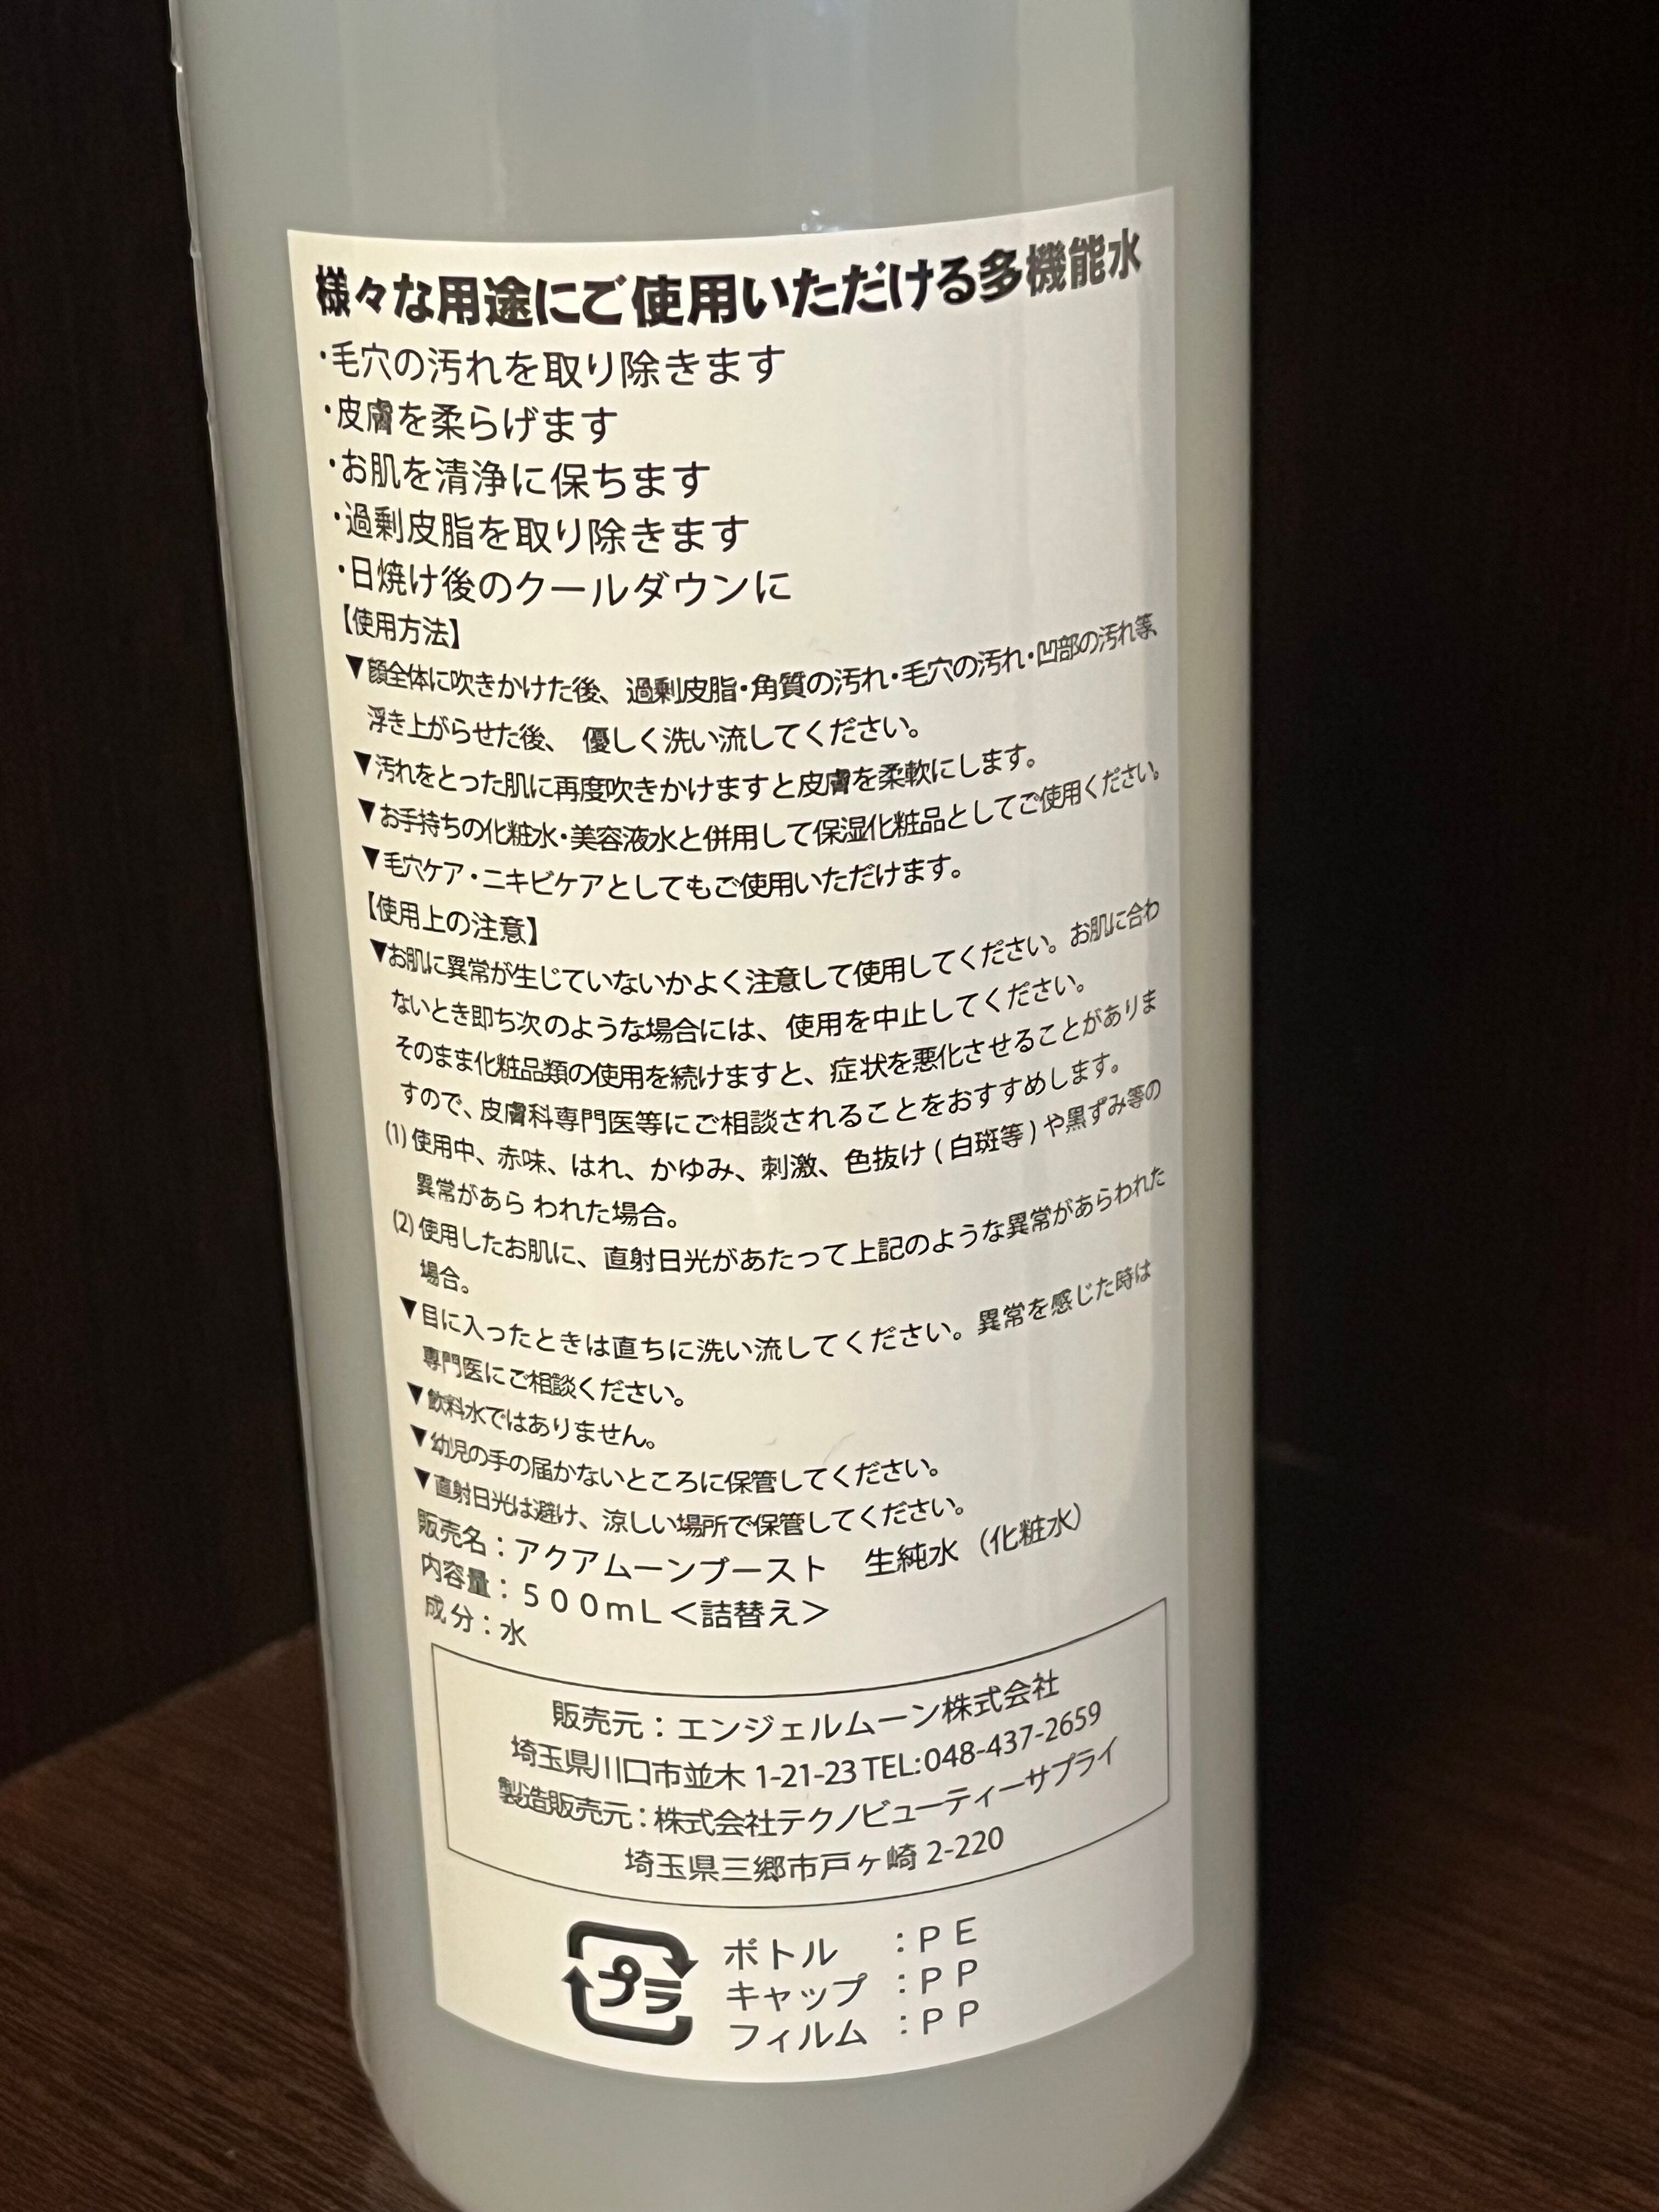 様々な用途にご使用いただける多機能水
・毛穴の汚れを取り除きます
・皮膚を柔らげます
・お肌を清浄に保ちます
・過剰皮脂を取り除きます
・日焼け後のクールダウンに
【使用方法】
▼顔全体に吹きかけた後、過剰皮脂・角質の汚れ・毛穴の汚れ・凹部の汚れ等、
浮き上がらせた後、 優しく洗い流してください。
▼汚れをとった肌に再度吹きかけますと皮膚を柔軟にします。
▼お手持ちの化粧水・美容液水と併用して保湿化粧品としてご使用ください。
▼毛穴ケア・ニキビケアとしてもご使用いただけます。
【使用上の注意】
▼お肌に異常が生じていないかよく注意して使用してください。お肌に合わ
ないとき即ち次のような場合には、使用を中止してください。
そのまま化粧品類の使用を続けますと、症状を悪化させることがありま
すので、皮膚科専門医等にご相談されることをおすすめします。
(1) 使用中、赤味、はれ、かゆみ、刺激、色抜け ( 白斑等 ) や黒ずみ等の
異常があら われた場合。
(2) 使用したお肌に、直射日光があたって上記のような異常があらわれた
場合。
▼目に入ったときは直ちに洗い流してください。異常を感じた時は
専門医にご相談ください。
▼飲料水ではありません。
▼幼児の手の届かないところに保管してください。
▼直射日光は避け、涼しい場所で保管してください。
販売名：アクアムーンブースト　生純水（化粧水）
内容量：５００ｍＬ＜詰替え＞
成分：水
販売元：エンジェルムーン株式会社
埼玉県川口市並木 1-21-23 TEL:048-437-2659
製造販売元：株式会社テクノビューティーサプライ
埼玉県三郷市戸ヶ崎 2-220
プラ
ボトル　：ＰＥ
キャップ　：ＰＰ
フィルム　：ＰＰ